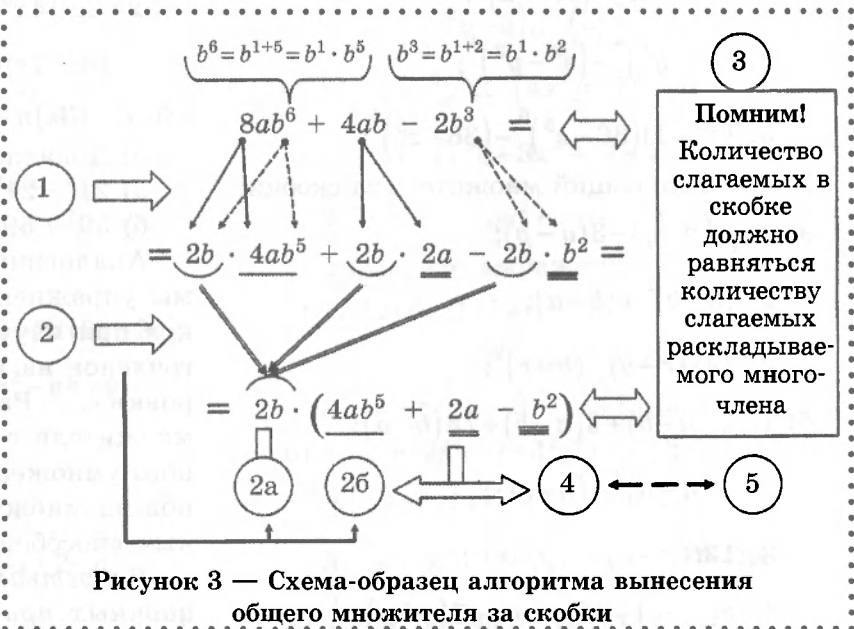 b⁶=b¹⁺⁵=b¹·b⁵ b³=b¹⁺²=b¹·b²
3
8ab⁶ + 4ab − 2b³ =
Помним!
Количество
слагаемых в
скобке
должно
равняться
количеству
слагаемых
раскладывае-
мого много-
члена
1
= 2b · 4ab⁵ + 2b · 2a − 2b · b² =
2
= 2b · (4ab⁵ + 2a − b²)
2а 2б 4 5
Рисунок 3 — Схема-образец алгоритма вынесения
общего множителя за скобки